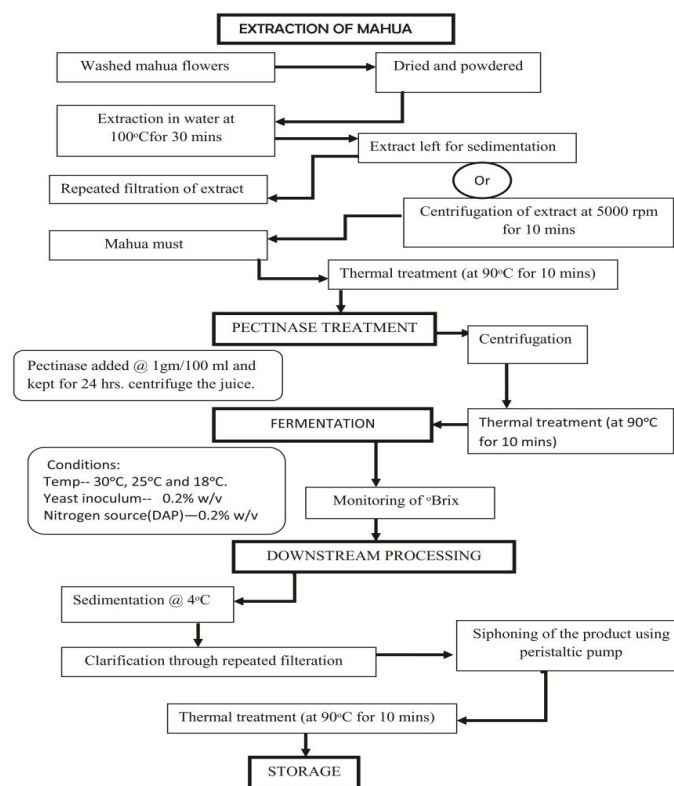 EXTRACTION OF MAHUA
Washed mahua flowers
Dried and powdered
Extraction in water at
100°Cfor 30 mins
Extract left for sedimentation
Repeated filtration of extract
Or
Centrifugation of extract at 5000 rpm
for 10 mins
Mahua must
Thermal treatment (at 90°C for 10 mins)
PECTINASE TREATMENT
Centrifugation
Pectinase added @ 1gm/100 ml and
kept for 24 hrs. centrifuge the juice.
Thermal treatment (at 90°C
for 10 mins)
FERMENTATION
Conditions:
Temp-- 30°C, 25°C and 18°C.
Yeast inoculum-- 0.2% w/v
Nitrogen source(DAP)—0.2% w/v
Monitoring of °Brix
DOWNSTREAM PROCESSING
Sedimentation @ 4°C
Siphoning of the product using
peristaltic pump
Clarification through repeated filteration
Thermal treatment (at 90°C for 10 mins)
STORAGE